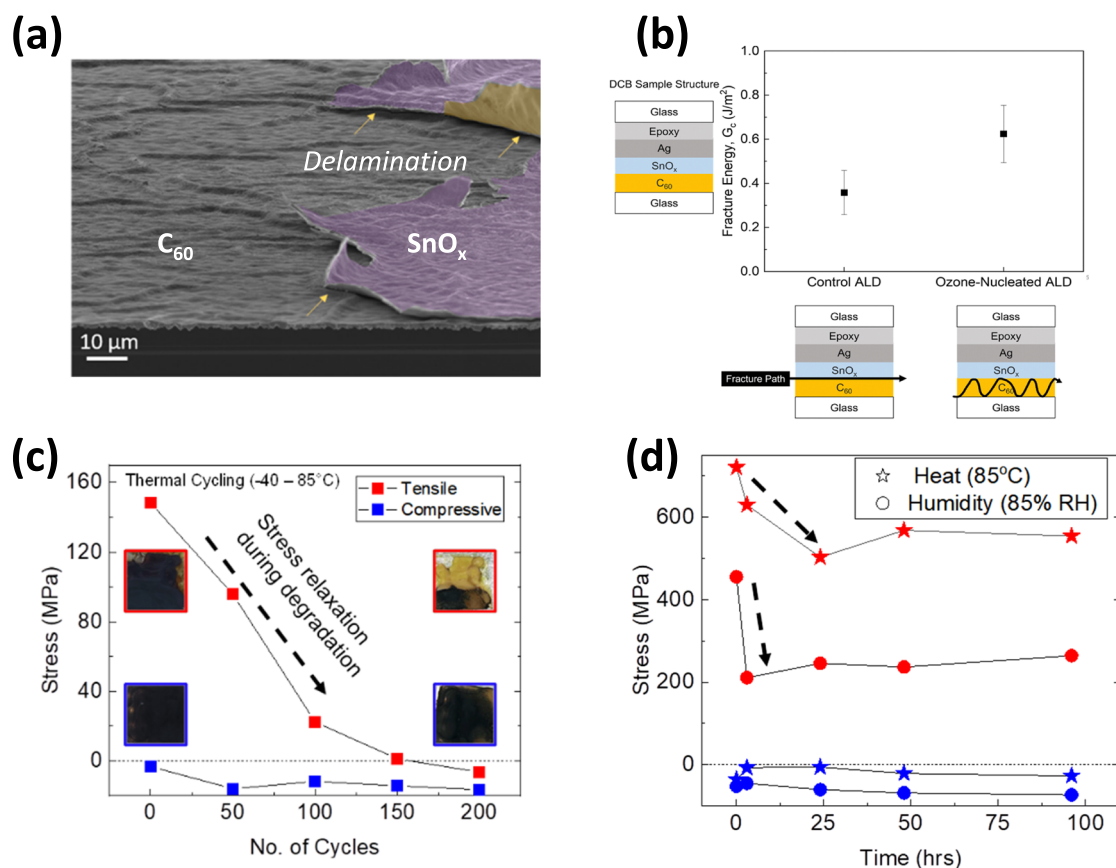 (a)
Delamination
C60
SnOx
10 μm
(b)
DCB Sample Structure
Glass
Epoxy
Ag
SnOx
C60
Glass
Fracture Energy, Gc (J/m²)
1.0
0.8
0.6
0.4
0.2
0.0
Control ALD
Ozone-Nucleated ALD
s
Glass
Epoxy
Ag
SnOx
C60
Glass
Fracture Path
Glass
Epoxy
Ag
SnOx
C60
Glass
(c)
Thermal Cycling (-40 – 85°C)
Tensile
Compressive
Stress relaxation
during degradation
Stress (MPa)
160
120
80
40
0
0
50
100
150
200
No. of Cycles
(d)
Heat (85°C)
Humidity (85% RH)
Stress (MPa)
600
400
200
0
0
25
50
75
100
Time (hrs)